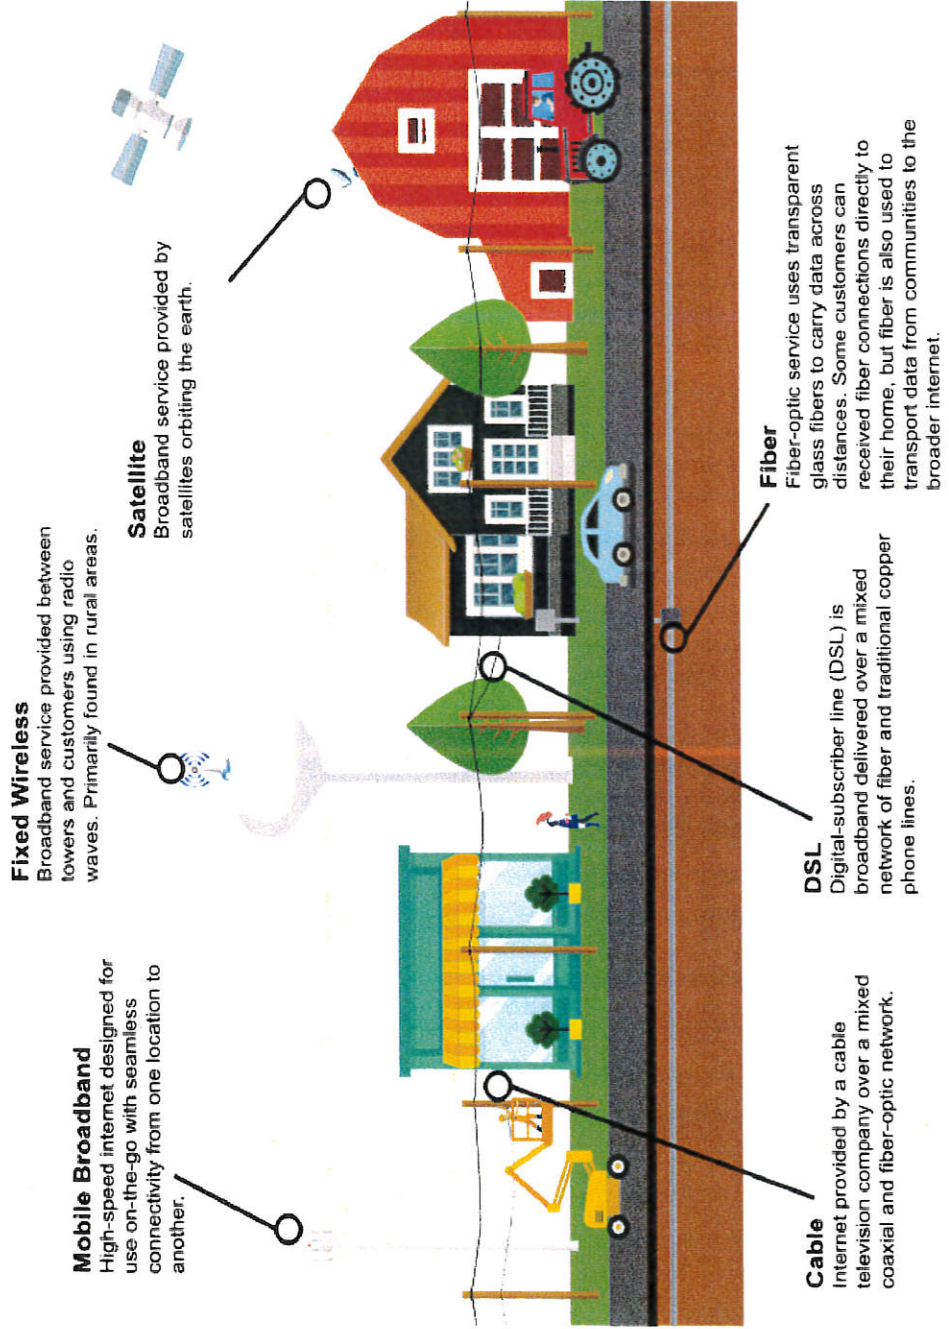 Mobile Broadband
High-speed internet designed for
use on-the-go with seamless
connectivity from one location to
another.
Fixed Wireless
Broadband service provided between
towers and customers using radio
waves. Primarily found in rural areas.
Satellite
Broadband service provided by
satellites orbiting the earth.
Cable
Internet provided by a cable
television company over a mixed
coaxial and fiber-optic network.
DSL
Digital-subscriber line (DSL) is
broadband delivered over a mixed
network of fiber and traditional copper
phone lines.
Fiber
Fiber-optic service uses transparent
glass fibers to carry data across
distances. Some customers can
received fiber connections directly to
their home, but fiber is also used to
transport data from communities to the
broader internet.